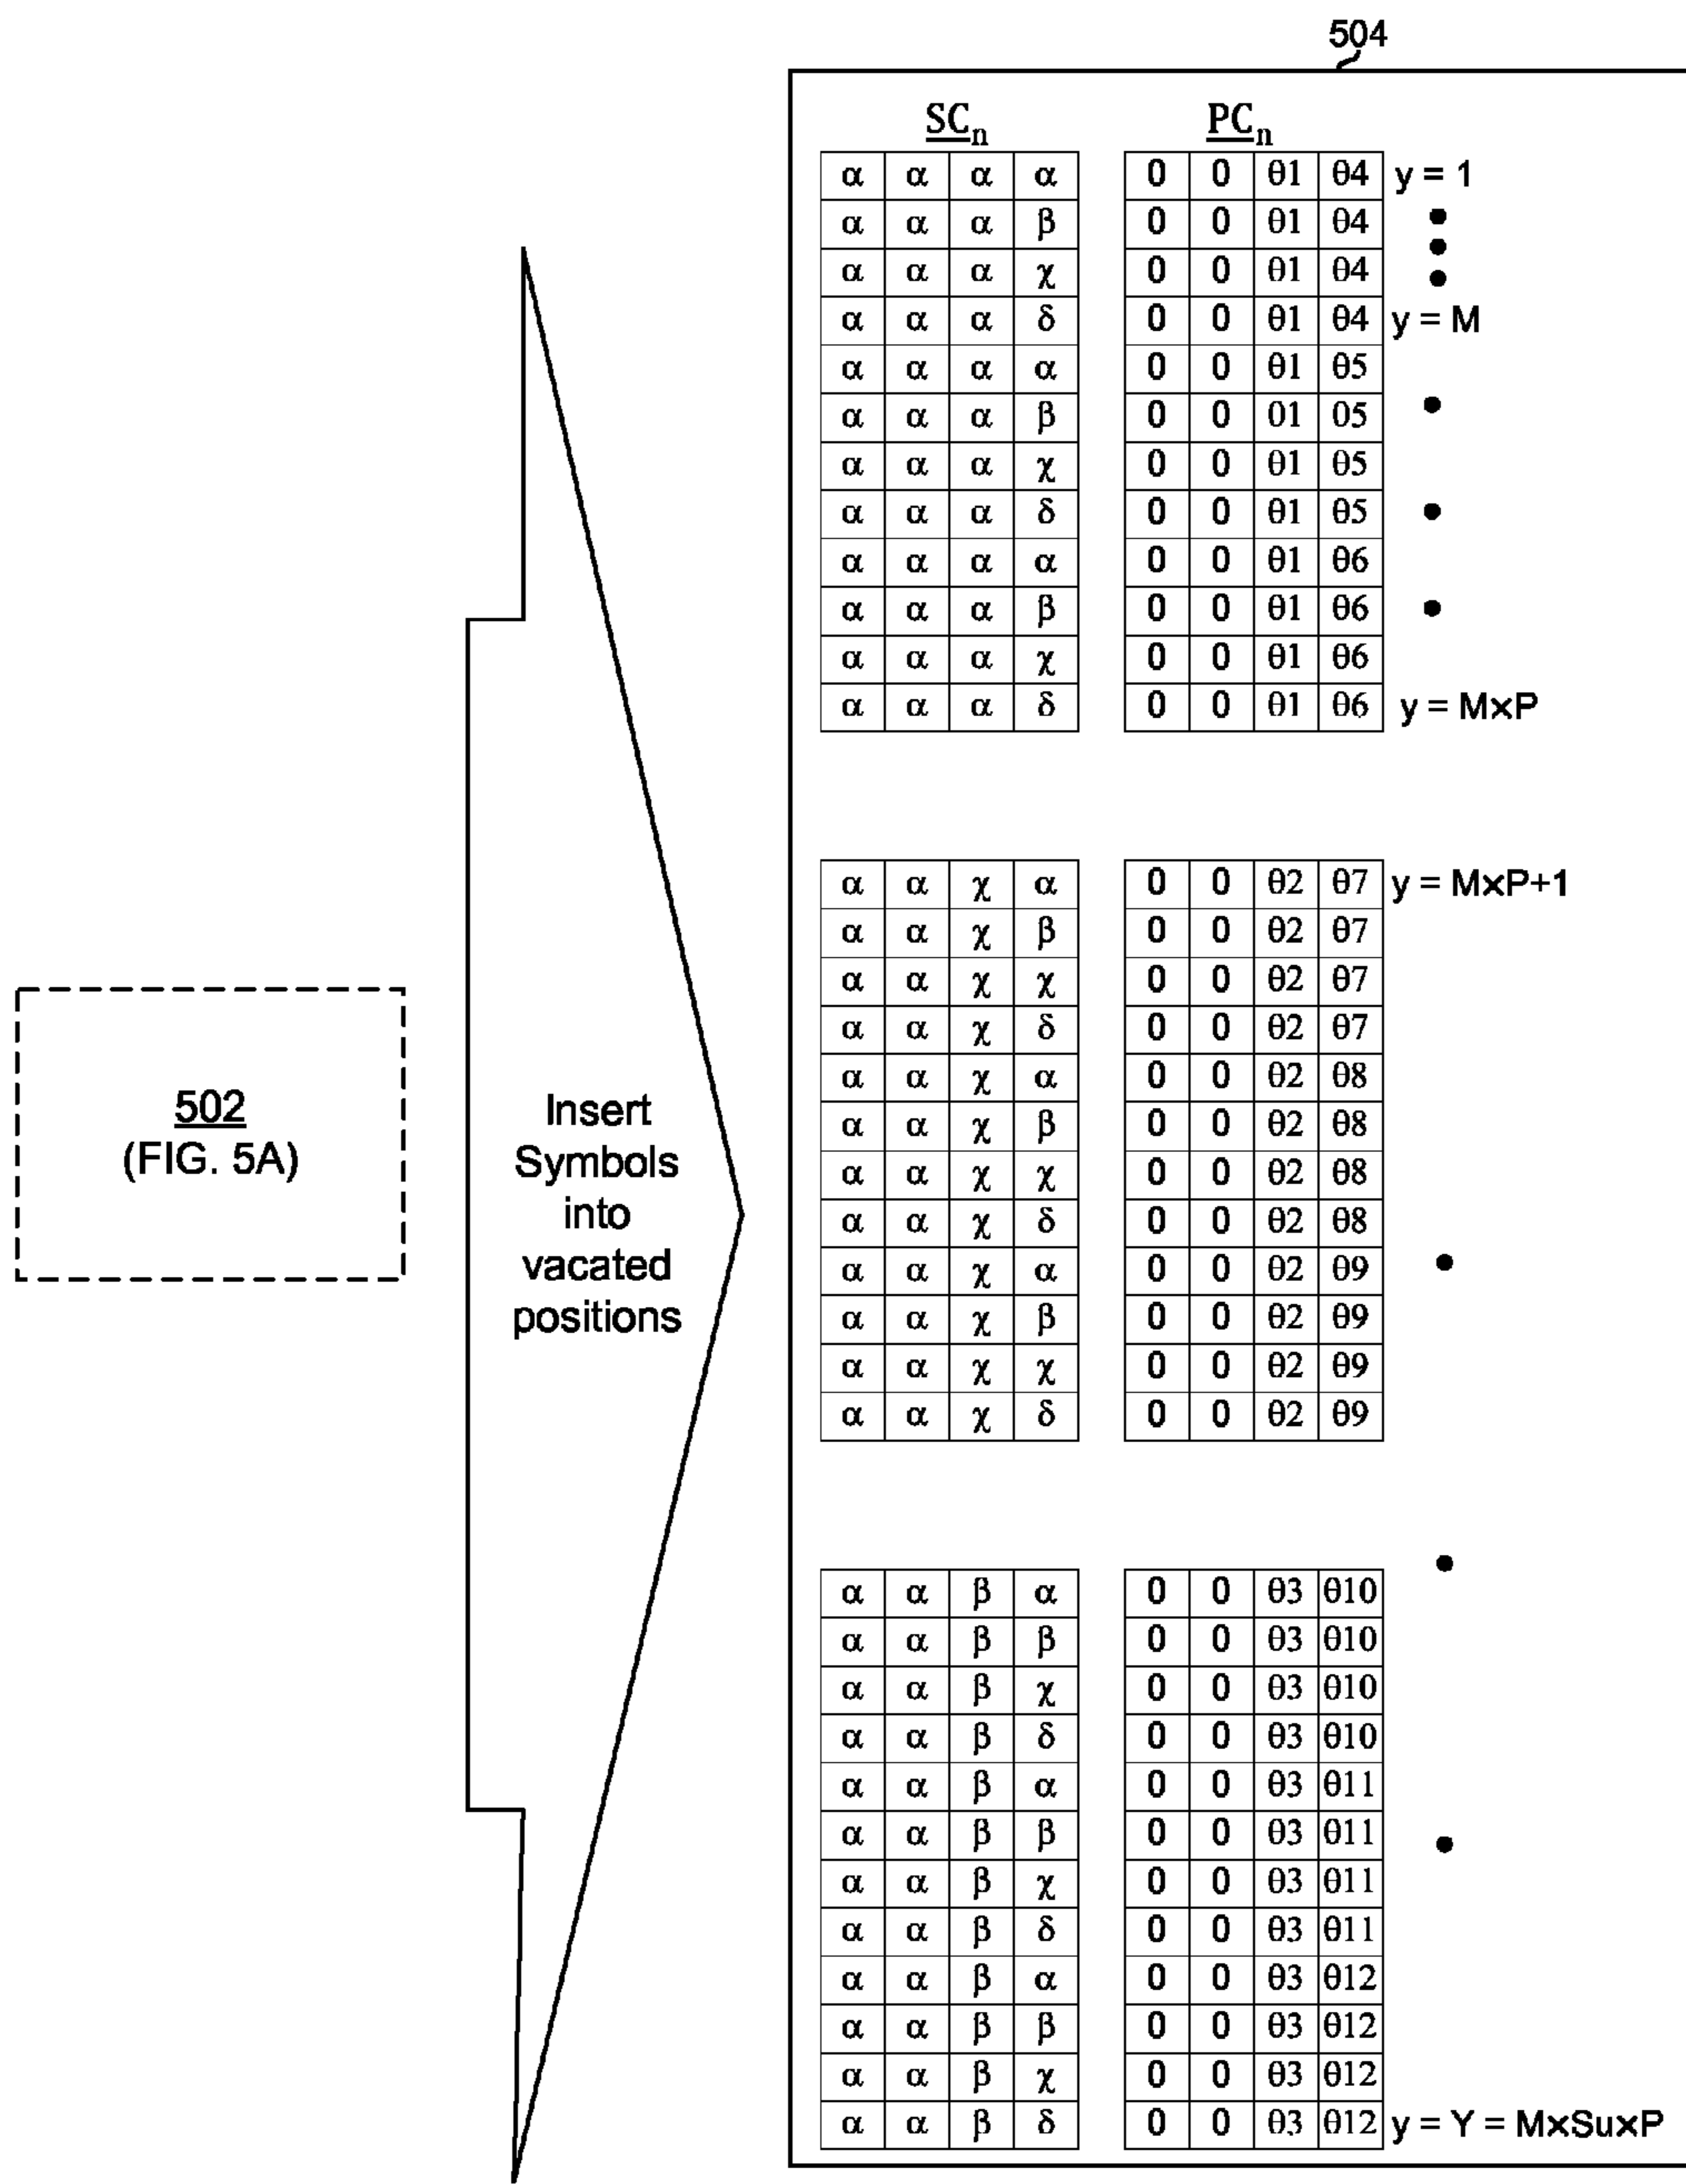 504
SCₙ PCₙ
α α α α 0 0 θ1 θ4 y = 1
α α α β 0 0 θ1 θ4
α α α χ 0 0 θ1 θ4
α α α δ 0 0 θ1 θ4 y = M
α α α α 0 0 θ1 θ5
α α α β 0 0 θ1 θ5
α α α χ 0 0 θ1 θ5
α α α δ 0 0 θ1 θ5
α α α α 0 0 θ1 θ6
α α α β 0 0 θ1 θ6
α α α χ 0 0 θ1 θ6
α α α δ 0 0 θ1 θ6 y = M×P
α α χ α 0 0 θ2 θ7 y = M×P+1
α α χ β 0 0 θ2 θ7
α α χ χ 0 0 θ2 θ7
α α χ δ 0 0 θ2 θ7
α α χ α 0 0 θ2 θ8
α α χ β 0 0 θ2 θ8
α α χ χ 0 0 θ2 θ8
α α χ δ 0 0 θ2 θ8
α α χ α 0 0 θ2 θ9
α α χ β 0 0 θ2 θ9
α α χ χ 0 0 θ2 θ9
α α χ δ 0 0 θ2 θ9
α α β α 0 0 θ3 θ10
α α β β 0 0 θ3 θ10
α α β χ 0 0 θ3 θ10
α α β δ 0 0 θ3 θ10
α α β α 0 0 θ3 θ11
α α β β 0 0 θ3 θ11
α α β χ 0 0 θ3 θ11
α α β δ 0 0 θ3 θ11
α α β α 0 0 θ3 θ12
α α β β 0 0 θ3 θ12
α α β χ 0 0 θ3 θ12
α α β δ 0 0 θ3 θ12 y = Y = M×Su×P
502
(FIG. 5A)
Insert
Symbols
into
vacated
positions